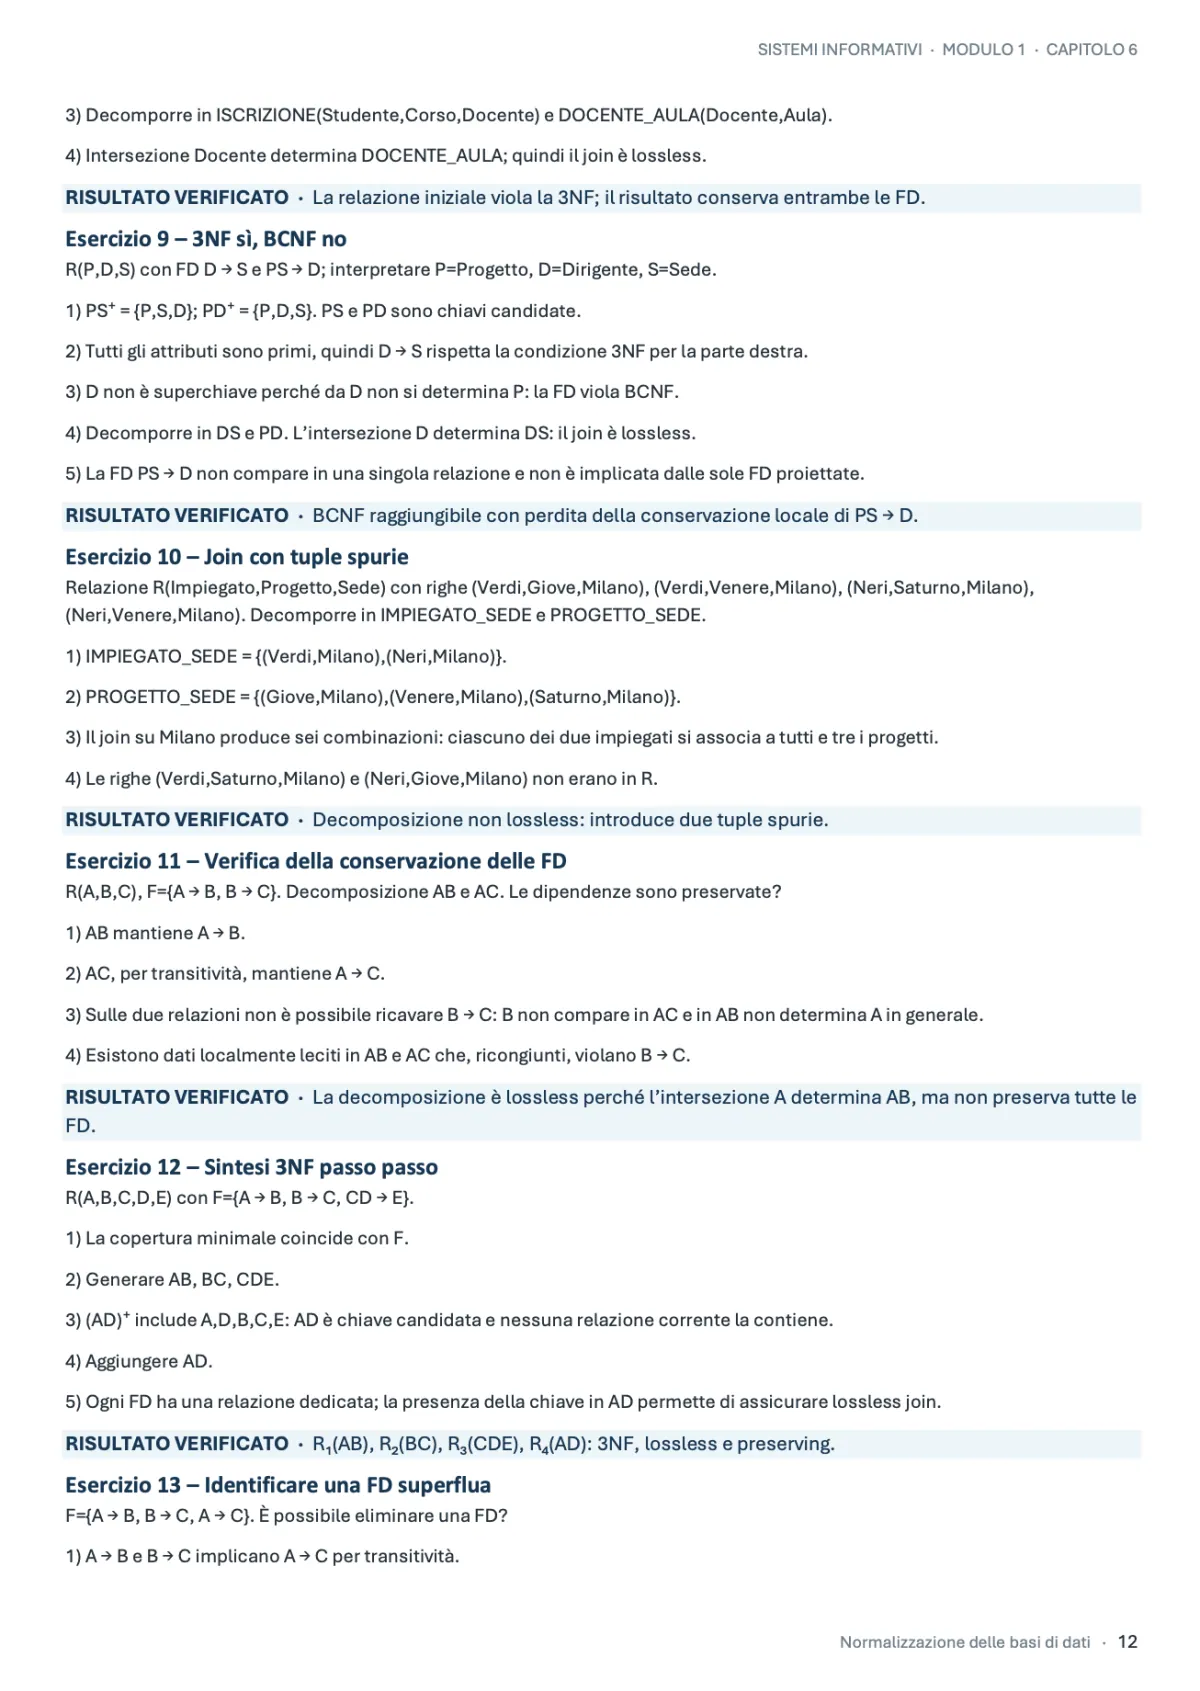 SISTEMI INFORMATIVI · MODULO 1 · CAPITOLO 6
3) Decomporre in ISCRIZIONE(Studente,Corso,Docente) e DOCENTE_AULA(Docente,Aula).
4) Intersezione Docente determina DOCENTE_AULA; quindi il join è lossless.
RISULTATO VERIFICATO · La relazione iniziale viola la 3NF; il risultato conserva entrambe le FD.
Esercizio 9 – 3NF sì, BCNF no
R(P,D,S) con FD D → S e PS → D; interpretare P=Progetto, D=Dirigente, S=Sede.
1) PS⁺ = {P,S,D}; PD⁺ = {P,D,S}. PS e PD sono chiavi candidate.
2) Tutti gli attributi sono primi, quindi D → S rispetta la condizione 3NF per la parte destra.
3) D non è superchiave perché da D non si determina P: la FD viola BCNF.
4) Decomporre in DS e PD. L’intersezione D determina DS: il join è lossless.
5) La FD PS → D non compare in una singola relazione e non è implicata dalle sole FD proiettate.
RISULTATO VERIFICATO · BCNF raggiungibile con perdita della conservazione locale di PS → D.
Esercizio 10 – Join con tuple spurie
Relazione R(Impiegato,Progetto,Sede) con righe (Verdi,Giove,Milano), (Verdi,Venere,Milano), (Neri,Saturno,Milano),
(Neri,Venere,Milano). Decomporre in IMPIEGATO_SEDE e PROGETTO_SEDE.
1) IMPIEGATO_SEDE = {(Verdi,Milano),(Neri,Milano)}.
2) PROGETTO_SEDE = {(Giove,Milano),(Venere,Milano),(Saturno,Milano)}.
3) Il join su Milano produce sei combinazioni: ciascuno dei due impiegati si associa a tutti e tre i progetti.
4) Le righe (Verdi,Saturno,Milano) e (Neri,Giove,Milano) non erano in R.
RISULTATO VERIFICATO · Decomposizione non lossless: introduce due tuple spurie.
Esercizio 11 – Verifica della conservazione delle FD
R(A,B,C), F={A → B, B → C}. Decomposizione AB e AC. Le dipendenze sono preservate?
1) AB mantiene A → B.
2) AC, per transitività, mantiene A → C.
3) Sulle due relazioni non è possibile ricavare B → C: B non compare in AC e in AB non determina A in generale.
4) Esistono dati localmente leciti in AB e AC che, ricongiunti, violano B → C.
RISULTATO VERIFICATO · La decomposizione è lossless perché l’intersezione A determina AB, ma non preserva tutte le
FD.
Esercizio 12 – Sintesi 3NF passo passo
R(A,B,C,D,E) con F={A → B, B → C, CD → E}.
1) La copertura minimale coincide con F.
2) Generare AB, BC, CDE.
3) (AD)⁺ include A,D,B,C,E: AD è chiave candidata e nessuna relazione corrente la contiene.
4) Aggiungere AD.
5) Ogni FD ha una relazione dedicata; la presenza della chiave in AD permette di assicurare lossless join.
RISULTATO VERIFICATO · R₁(AB), R₂(BC), R₃(CDE), R₄(AD): 3NF, lossless e preserving.
Esercizio 13 – Identificare una FD superflua
F={A → B, B → C, A → C}. È possibile eliminare una FD?
1) A → B e B → C implicano A → C per transitività.
Normalizzazione delle basi di dati · 12